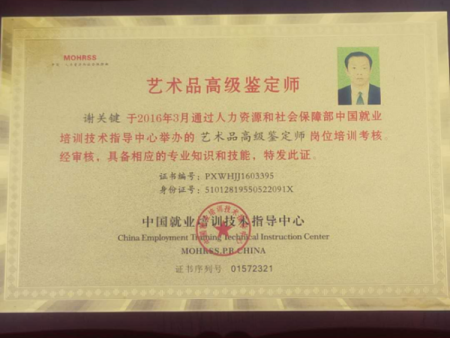 MOHRSS
艺术品高级鉴定师
谢关键 于2016年3月通过人力资源和社会保障部中国就业
培训技术指导中心举办的 艺术品高级鉴定师 岗位培训考核。
经审核，具备相应的专业知识和技能，特发此证。
证书编号： PXWHJJ1603395
身份证号： 51012819550522091X
中国就业培训技术指导中心
China Employment Training Technical Instruction Center
MOHRSS.PR.CHINA
证书序列号 01572321